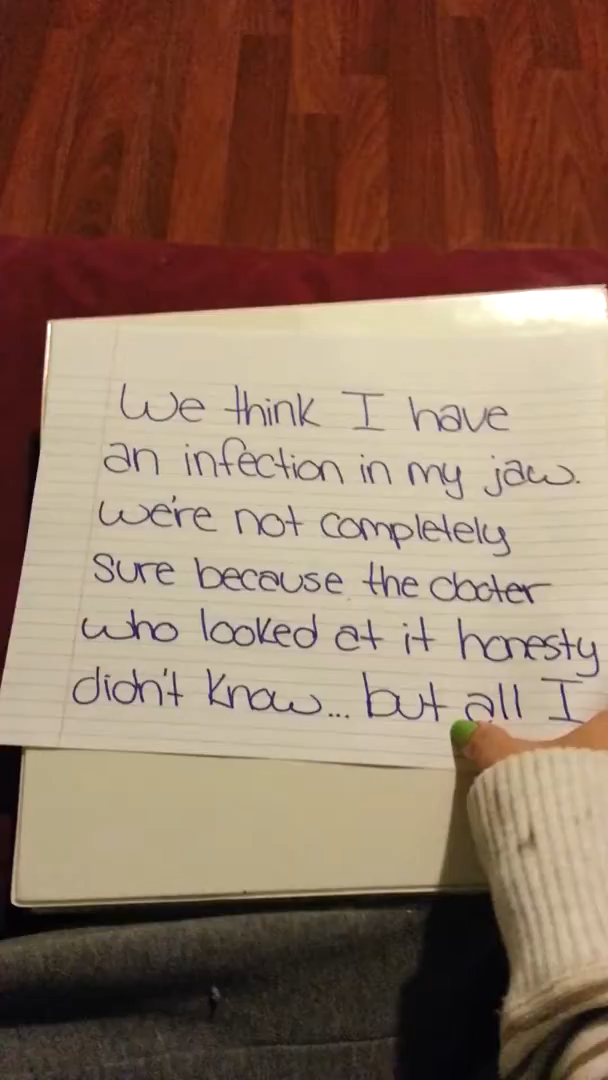 We think I have
an infection in my jaw.
we're not completely
sure because the docter
who looked at it honesty
didn't know... but all I